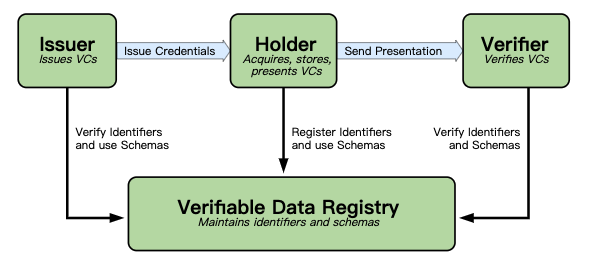 Issuer
Issues VCs
Issue Credentials
Holder
Acquires, stores,
presents VCs
Send Presentation
Verifier
Verifies VCs
Verify Identifiers
and use Schemas
Register Identifiers
and use Schemas
Verify Identifiers
and Schemas
Verifiable Data Registry
Maintains identifiers and schemas